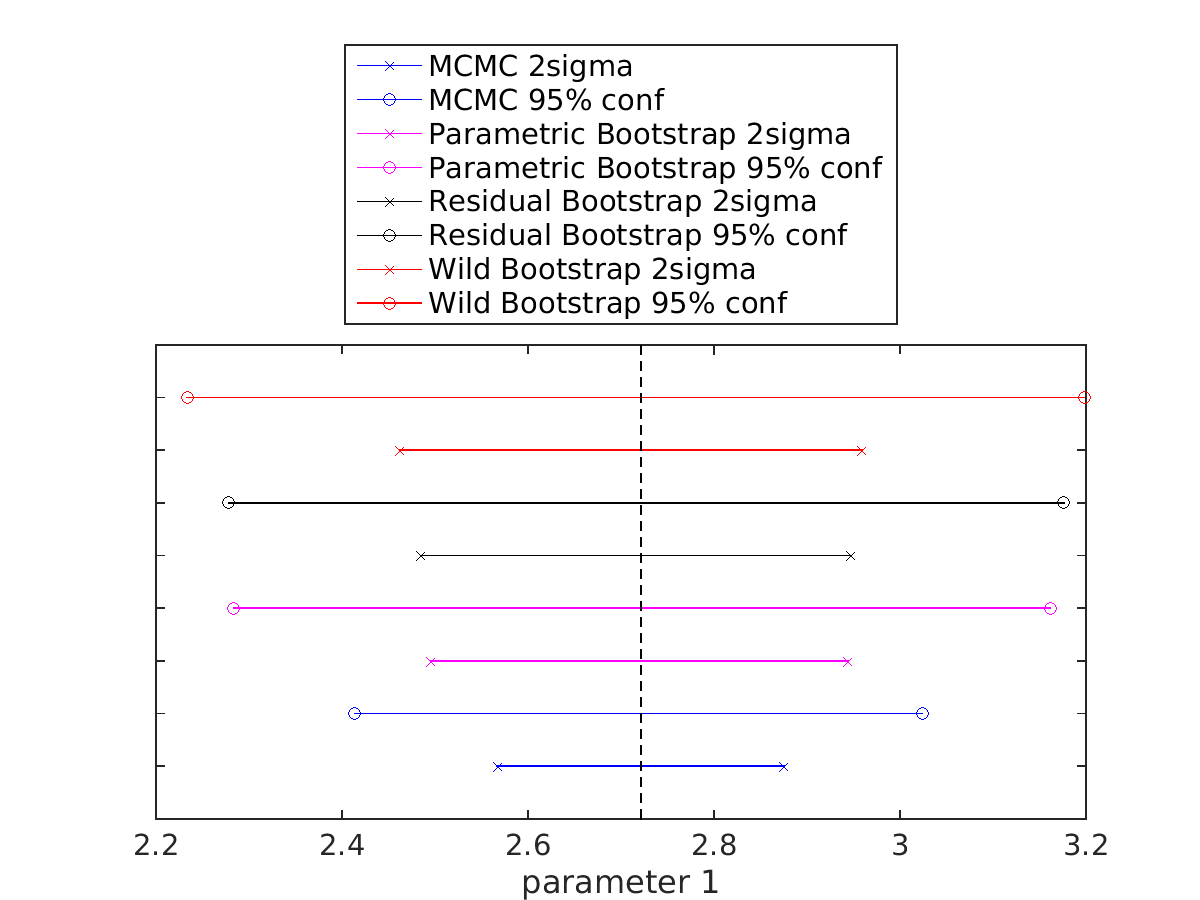 MCMC 2sigma
MCMC 95% conf
Parametric Bootstrap 2sigma
Parametric Bootstrap 95% conf
Residual Bootstrap 2sigma
Residual Bootstrap 95% conf
Wild Bootstrap 2sigma
Wild Bootstrap 95% conf
2.2 2.4 2.6 2.8 3 3.2
parameter 1